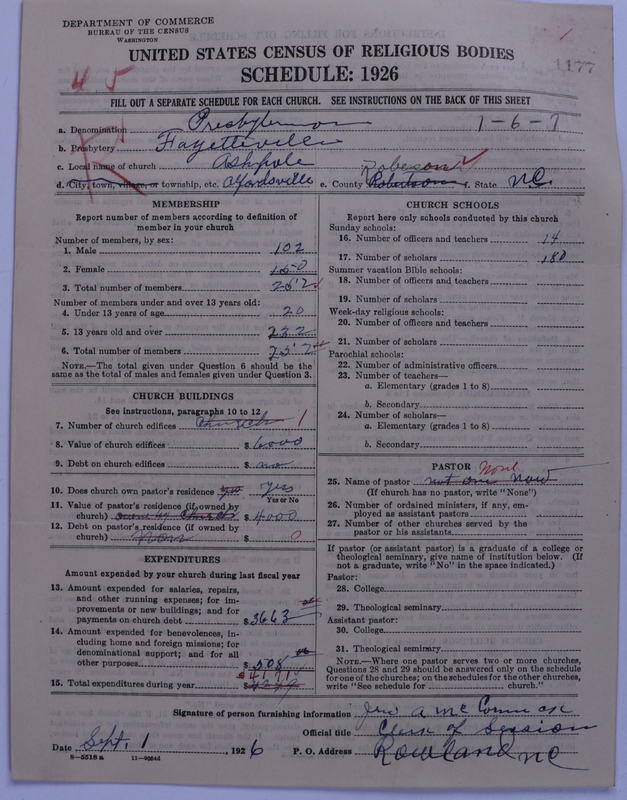 DEPARTMENT OF COMMERCE
BUREAU OF THE CENSUS
WASHINGTON
1
1177
UNITED STATES CENSUS OF RELIGIOUS BODIES
SCHEDULE: 1926
4 5
FILL OUT A SEPARATE SCHEDULE FOR EACH CHURCH. SEE INSTRUCTIONS ON THE BACK OF THIS SHEET
a. Denomination Presbyterian 1-6-7
b. Presbytery Fayetteville
c. Local name of church Ashpole
d. City, town, village, or township, etc. Alfordsville e. County Robertson Robeson f. State N.C.
MEMBERSHIP
Report number of members according to definition of
member in your church
Number of members, by sex:
1. Male 102
2. Female 150
3. Total number of members 252
Number of members under and over 13 years old:
4. Under 13 years of age 20
5. 13 years old and over 232
6. Total number of members 252
NOTE.—The total given under Question 6 should be
same as the total of males and females given under Question 3.
CHURCH BUILDINGS
See instructions, paragraphs 10 to 12
7. Number of church edifices Church 1
8. Value of church edifices $ 6000
9. Debt on church edifices $ no
10. Does church own pastor's residence yes yes
Yes or No
11. Value of pastor's residence (if owned by
church) $ 4000
12. Debt on pastor's residence (if owned by
church) Non $ 0
EXPENDITURES
Amount expended by your church during last fiscal year
13. Amount expended for salaries, repairs,
and other running expenses; for im-
provements or new buildings; and for
payments on church debt $ 3663
14. Amount expended for benevolences, in-
cluding home and foreign missions; for
denominational support; and for all
other purposes $ 508
$ 4171
15. Total expenditures during year $
CHURCH SCHOOLS
Report here only schools conducted by this church
Sunday schools:
16. Number of officers and teachers 14
17. Number of scholars 180
Summer vacation Bible schools:
18. Number of officers and teachers
19. Number of scholars
Week-day religious schools:
20. Number of officers and teachers
21. Number of scholars
Parochial schools:
22. Number of administrative officers
23. Number of teachers—
a. Elementary (grades 1 to 8)
b. Secondary
24. Number of scholars—
a. Elementary (grades 1 to 8)
b. Secondary
PASTOR
None
25. Name of pastor not one now
(If church has no pastor, write "None")
26. Number of ordained ministers, if any, em-
ployed as assistant pastors
27. Number of other churches served by the
pastor or his assistants
If pastor (or assistant pastor) is a graduate of a college or
theological seminary, give name of institution below. (If
not a graduate, write "No" in the space indicated.)
Pastor:
28. College
29. Theological seminary
Assistant pastor:
30. College
31. Theological seminary
NOTE.—Where one pastor serves two or more churches,
Questions 28 and 29 should be answered only on the schedule
for one of the churches; on the schedules for the other churches,
write "See schedule for church."
Signature of person furnishing information Jno A McCormick
Official title Clerk of Session
Date Sept. 1, 1926 P. O. Address Rowland NC
8-5518a 11-9064d